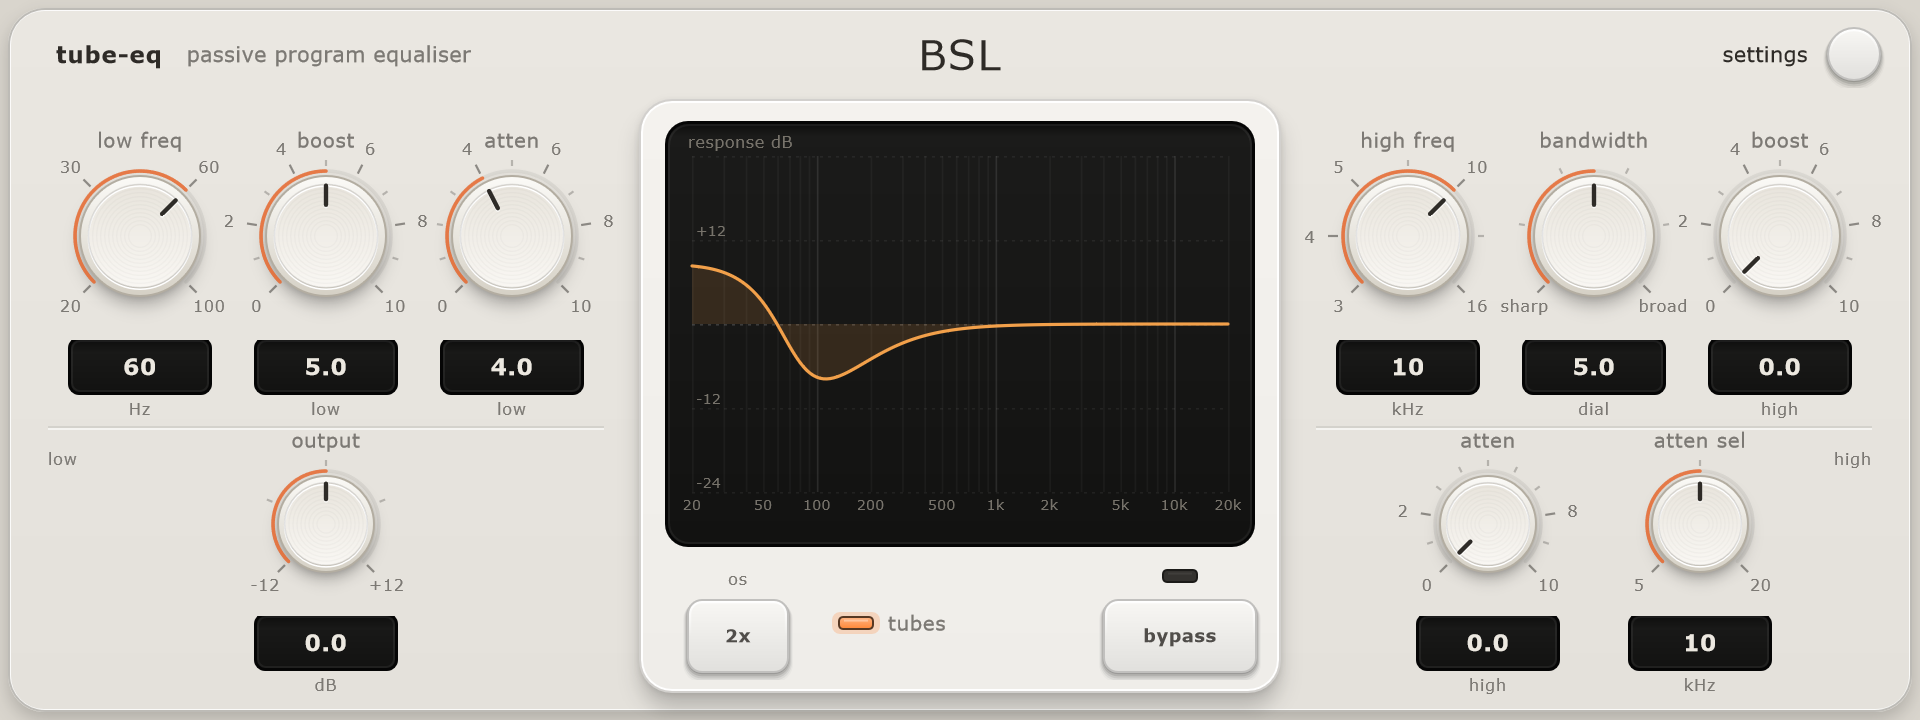 tube-eq passive program equaliser
BSL
settings
low freq
30 60
20 100
60
Hz
boost
4 6
2 8
0 10
5.0
low
atten
4 6
8
0 10
4.0
low
low
output
-12 +12
0.0
dB
response dB
+12
-12
-24
20 50 100 200 500 1k 2k 5k 10k 20k
os
2x
tubes
bypass
high freq
5 10
4
3 16
10
kHz
bandwidth
sharp broad
5.0
dial
boost
4 6
2 8
0 10
0.0
high
high
atten
2 8
0 10
0.0
high
atten sel
5 20
10
kHz